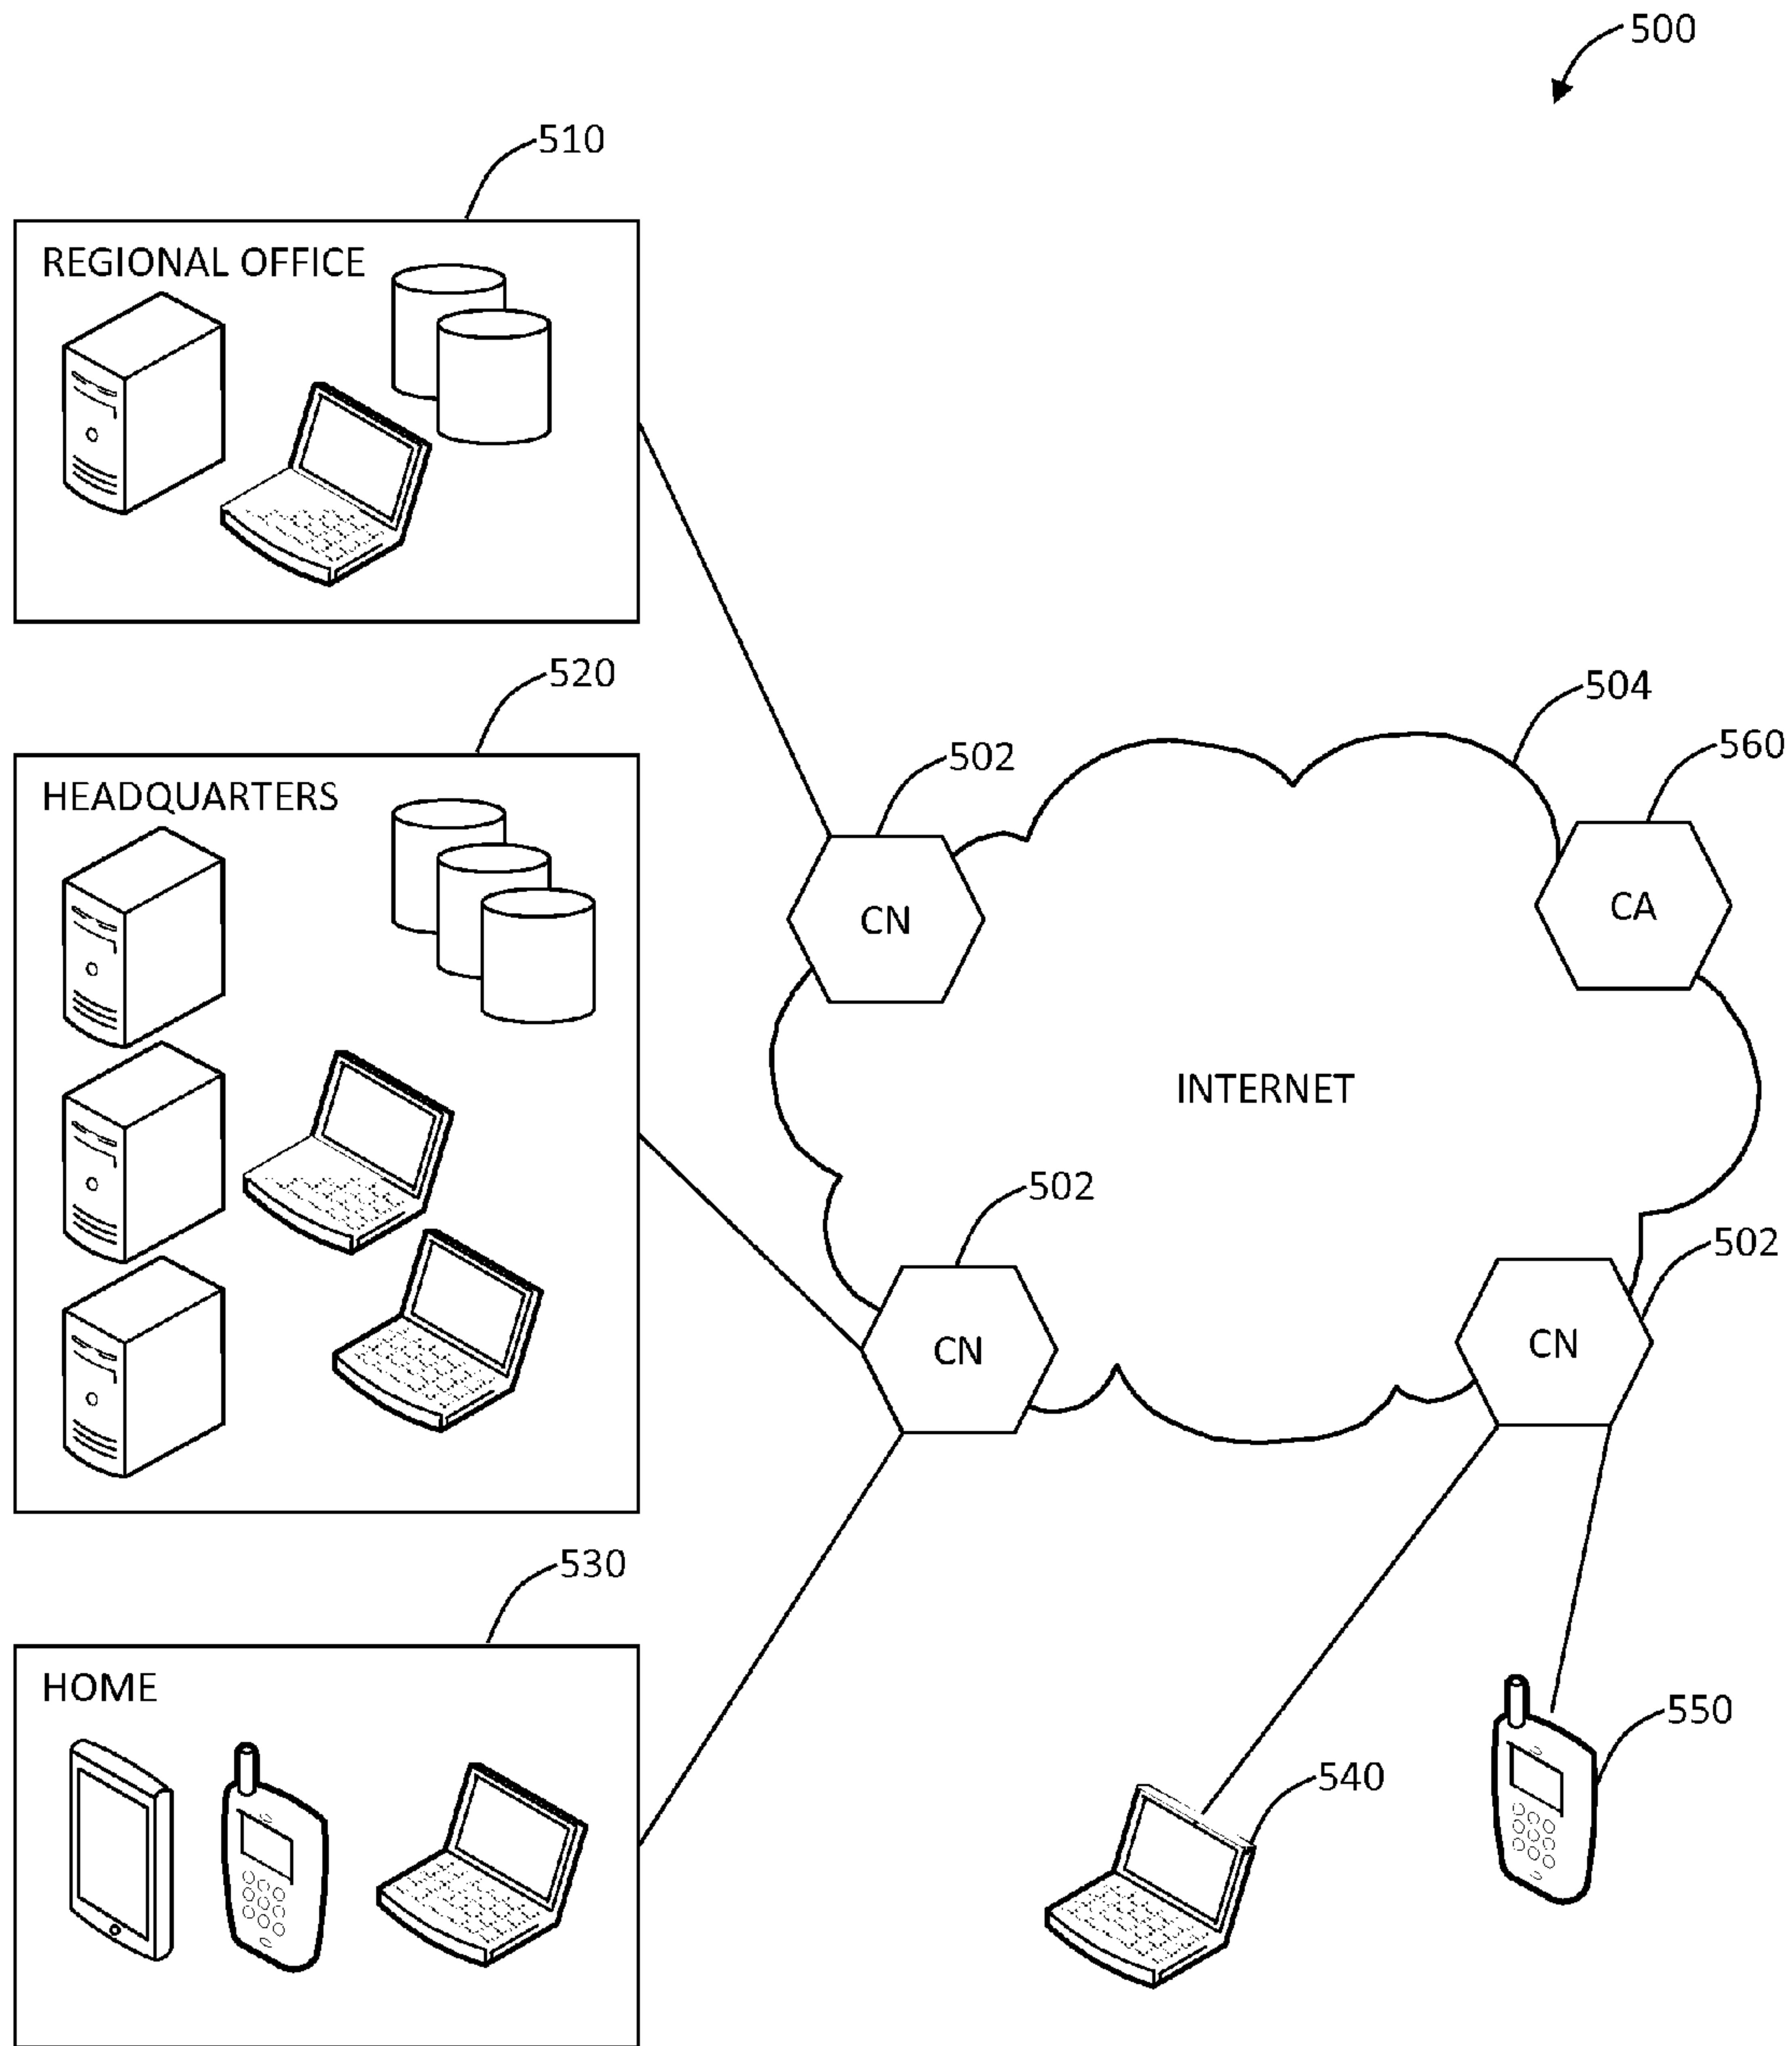 500
510
REGIONAL OFFICE
520
HEADQUARTERS
502
504
560
CN
CA
INTERNET
502
502
CN
CN
530
HOME
540
550